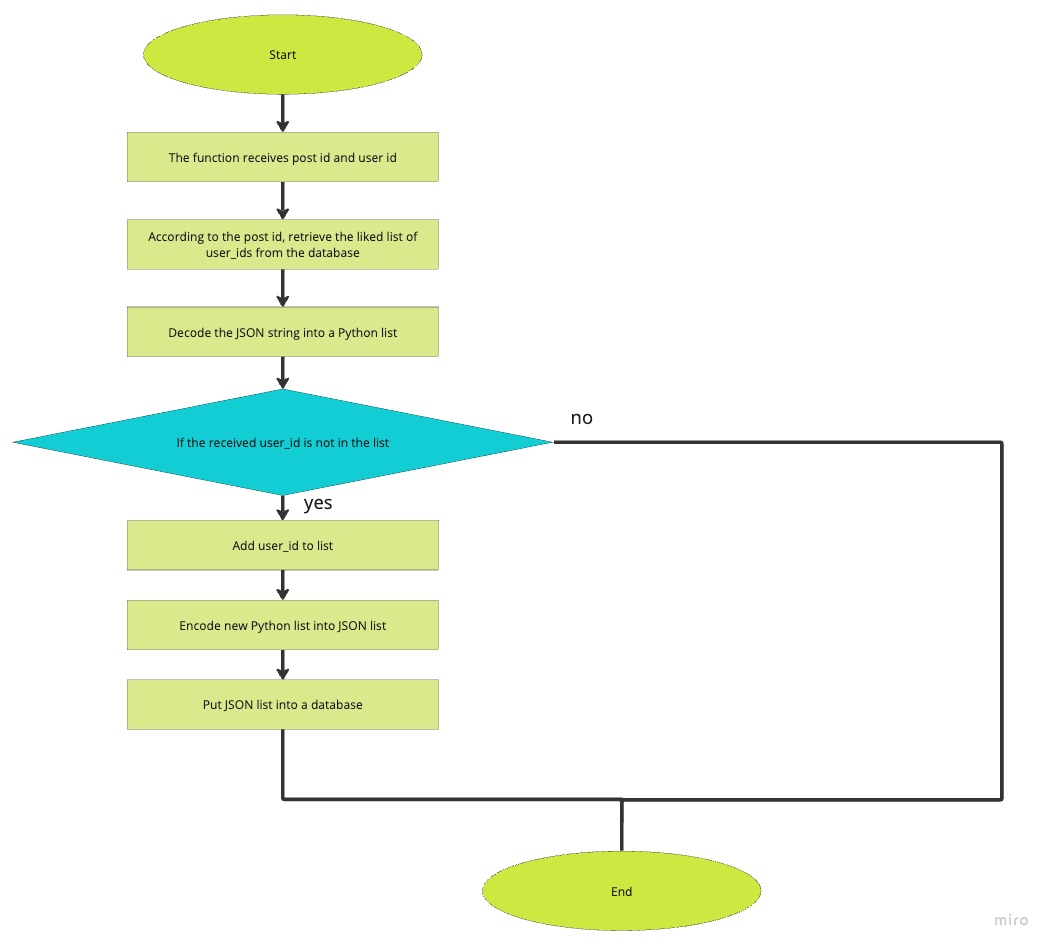 Start
The function receives post id and user id
According to the post id, retrieve the liked list of
user_ids from the database
Decode the JSON string into a Python list
If the received user_id is not in the list
no
yes
Add user_id to list
Encode new Python list into JSON list
Put JSON list into a database
End
miro